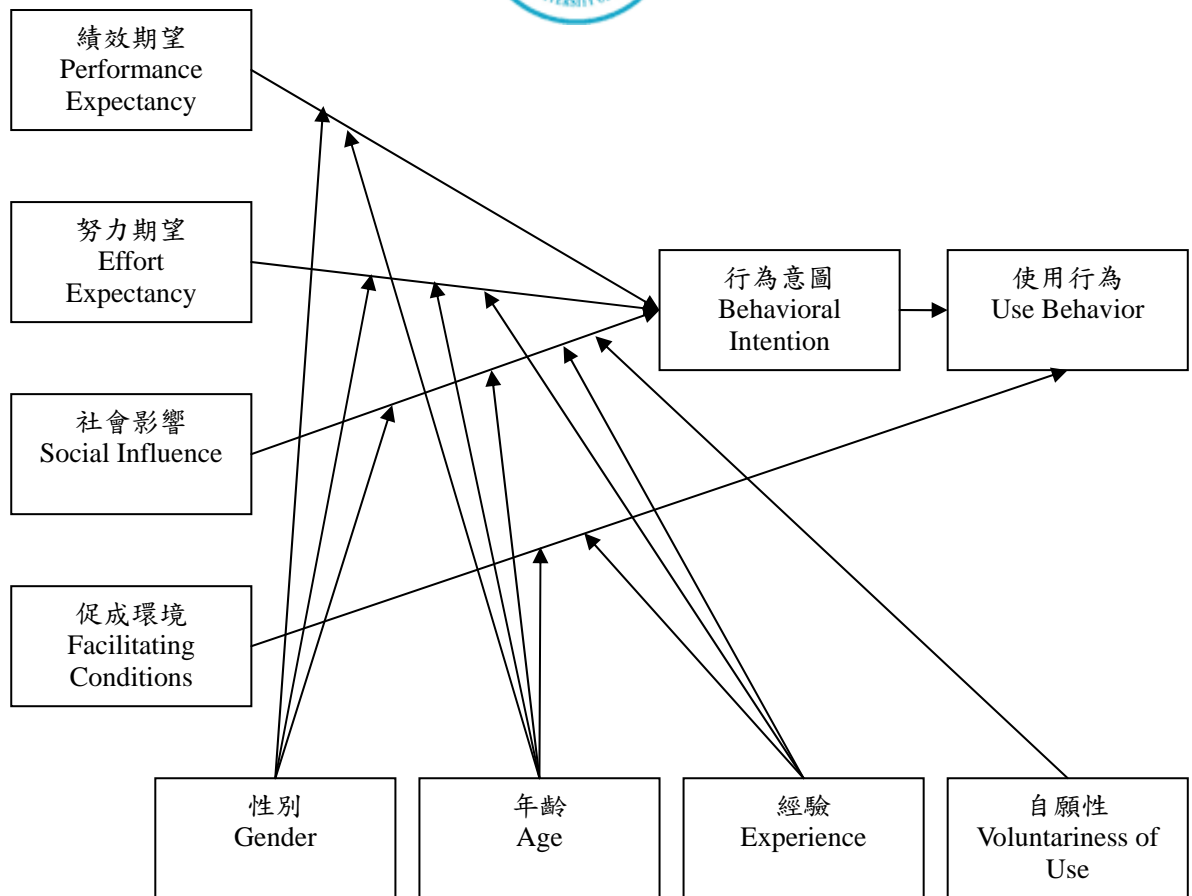 績效期望
Performance
Expectancy
努力期望
Effort
Expectancy
行為意圖
Behavioral
Intention
使用行為
Use Behavior
社會影響
Social Influence
促成環境
Facilitating
Conditions
性別
Gender
年齡
Age
經驗
Experience
自願性
Voluntariness of
Use